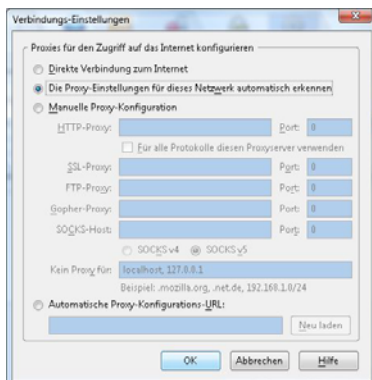 Verbindungs-Einstellungen
Proxies für den Zugriff auf das Internet konfigurieren
Direkte Verbindung zum Internet
Die Proxy-Einstellungen für dieses Netzwerk automatisch erkennen
Manuelle Proxy-Konfiguration
HTTP-Proxy: Port: 0
Für alle Protokolle diesen Proxyserver verwenden
SSL-Proxy: Port: 0
FTP-Proxy: Port: 0
Gopher-Proxy: Port: 0
SOCKS-Host: Port: 0
SOCKS v4 SOCKS v5
Kein Proxy für: localhost, 127.0.0.1
Beispiel: .mozilla.org, .net.de, 192.168.1.0/24
Automatische Proxy-Konfigurations-URL:
Neu laden
OK Abbrechen Hilfe